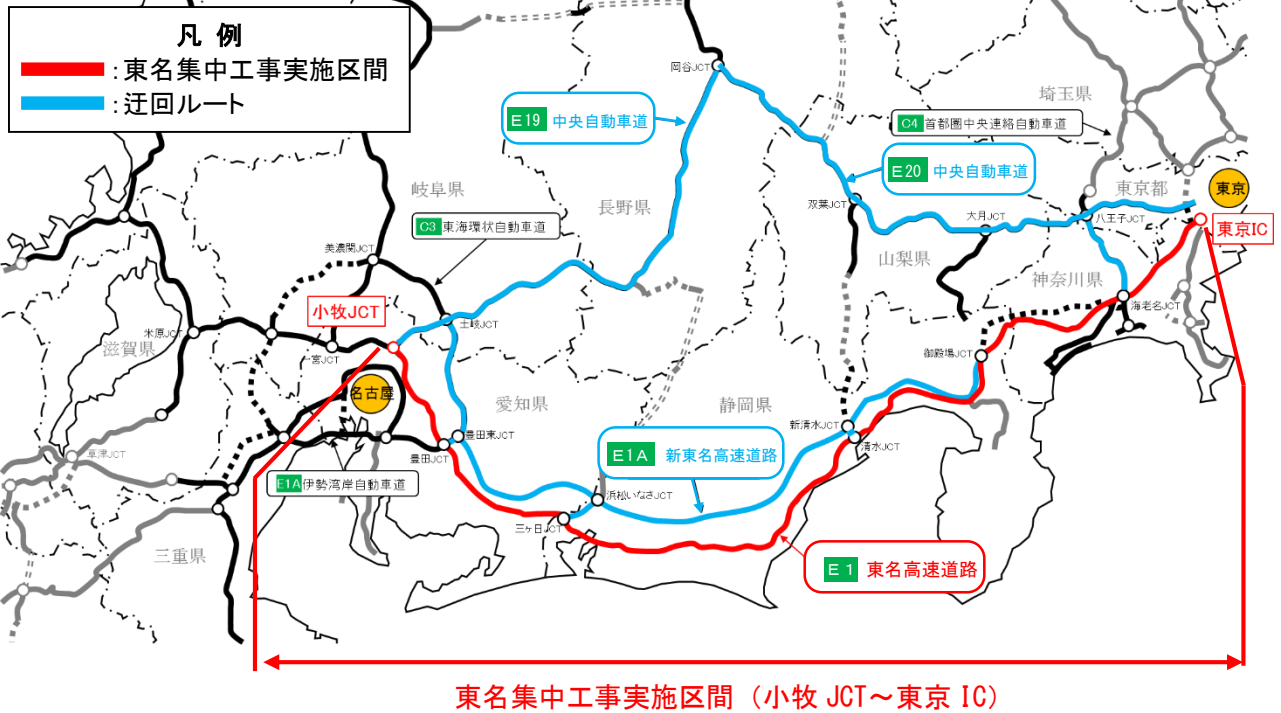 凡 例
：東名集中工事実施区間
：迂回ルート
岡谷JCT
埼玉県
E19 中央自動車道
C4 首都圏中央連絡自動車道
E20 中央自動車道
岐阜県
長野県
東京都
東京
双葉JCT
大月JCT
八王子JCT
C3 東海環状自動車道
東京IC
美濃関JCT
山梨県
神奈川県
小牧JCT
海老名JCT
土岐JCT
米原JCT
滋賀県
宮JCT
御殿場JCT
名古屋
愛知県
静岡県
新清水JCT
豊田東JCT
清水JCT
草津JCT
豊田JCT
E1A 新東名高速道路
E1A 伊勢湾岸自動車道
浜松いなさJCT
三ヶ日JCT
三重県
E1 東名高速道路
東名集中工事実施区間（小牧 JCT～東京 IC）